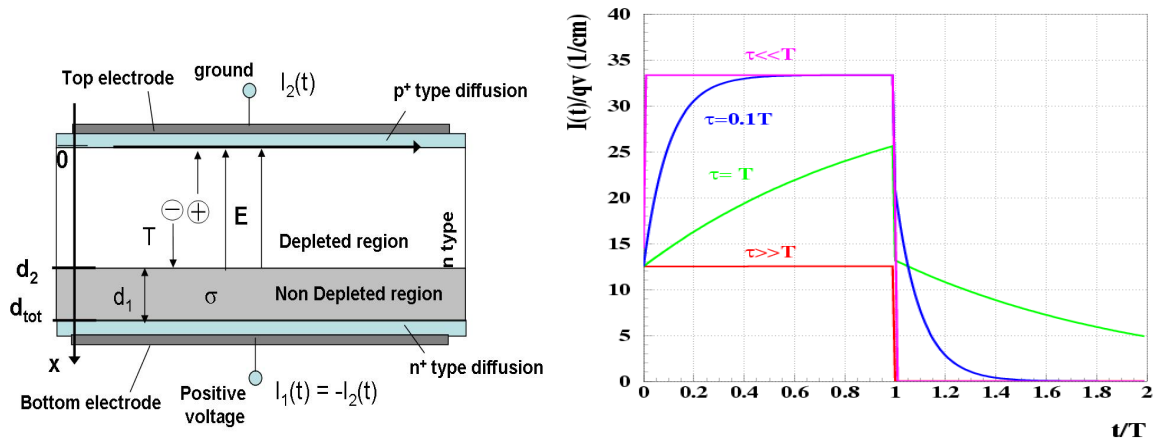 ground
I₂(t)
Top electrode
p⁺ type diffusion
0
T
−
+
E
Depleted region
n type
d₂
d₁
σ
Non Depleted region
d_tot
x
n⁺ type diffusion
Bottom electrode
Positive
voltage
I₁(t) = -I₂(t)
I(t)/qv (1/cm)
40
35
30
25
20
15
10
5
0
τ<<T
τ=0.1T
τ= T
τ>>T
0
0.2
0.4
0.6
0.8
1
1.2
1.4
1.6
1.8
2
t/T